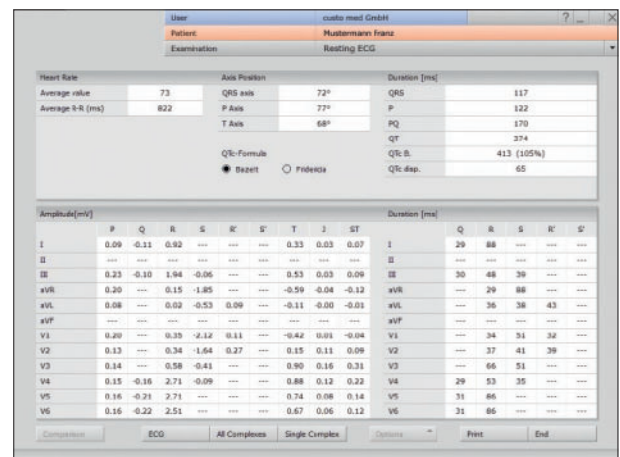 User custo med GmbH ? _ X
Patient Mustermann Franz
Examination Resting ECG
Heart Rate Axis Position Duration [ms]
Average value 73 QRS axis 72° QRS 117
Average R-R (ms) 822 P Axis 77° P 122
T Axis 68° PQ 170
QT 374
QTc-Formula QTc B. 413 (105%)
Bazett Fridericia QTc disp. 65
Amplitude[mV] Duration [ms]
P Q R S R' S' T J ST Q R S R' S'
I 0.09 -0.11 0.92 --- --- --- 0.33 0.03 0.07 I 29 88 --- --- ---
II --- --- --- --- --- --- --- --- --- II --- --- --- --- ---
III 0.23 -0.10 1.94 -0.06 --- --- 0.53 0.03 0.09 III 30 48 39 --- ---
aVR 0.20 --- 0.15 -1.85 --- --- -0.59 -0.04 -0.12 aVR --- 29 88 --- ---
aVL 0.08 --- 0.02 -0.53 0.09 --- -0.11 -0.00 -0.01 aVL --- 36 38 43 ---
aVF --- --- --- --- --- --- --- --- --- aVF --- --- --- --- ---
V1 0.20 --- 0.35 -2.12 0.11 --- -0.42 0.01 -0.04 V1 --- 34 51 32 ---
V2 0.13 --- 0.34 -1.64 0.27 --- 0.15 0.11 0.09 V2 --- 37 41 39 ---
V3 0.14 --- 0.58 -0.41 --- --- 0.90 0.16 0.31 V3 --- 66 51 --- ---
V4 0.15 -0.16 2.71 -0.09 --- --- 0.88 0.12 0.22 V4 29 53 35 --- ---
V5 0.16 -0.21 2.71 --- --- --- 0.74 0.08 0.14 V5 31 86 --- --- ---
V6 0.16 -0.22 2.51 --- --- --- 0.67 0.06 0.12 V6 31 86 --- --- ---
Comparison ECG All Complexes Single Complex Options Print End